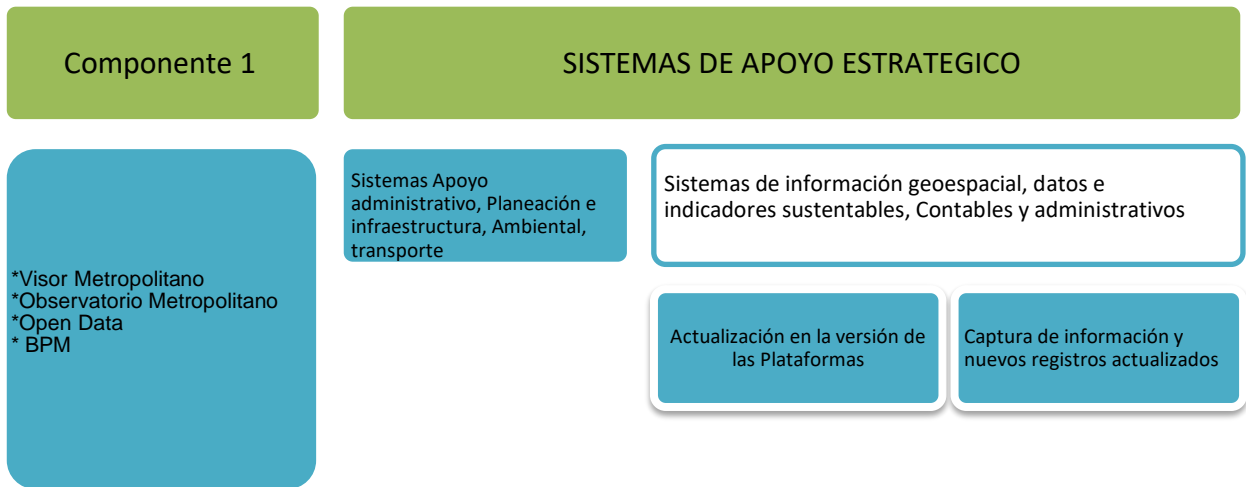 Componente 1
SISTEMAS DE APOYO ESTRATEGICO
*Visor Metropolitano
*Observatorio Metropolitano
*Open Data
* BPM
Sistemas Apoyo
administrativo, Planeación e
infraestructura, Ambiental,
transporte
Sistemas de información geoespacial, datos e
indicadores sustentables, Contables y administrativos
Actualización en la versión de
las Plataformas
Captura de información y
nuevos registros actualizados